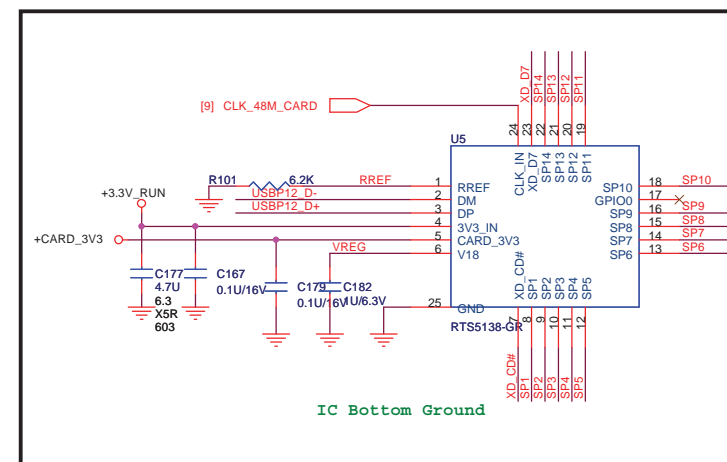 XD_D7
SP14
SP13
SP12
SP11
[9] CLK_48M_CARD
24
23
22
21
20
19
U5
CLK_IN
XD_D7
SP14
SP13
SP12
SP11
R101
6.2K
RREF
1
RREF
SP10
18
SP10
USBP12_D-
2
DM
GPIO0
17
USBP12_D+
3
DP
SP9
16
SP9
+3.3V_RUN
4
3V3_IN
SP8
15
SP8
+CARD_3V3
5
CARD_3V3
SP7
14
SP7
VREG
6
V18
SP6
13
SP6
XD_CD#
SP1
SP2
SP3
SP4
SP5
C177
4.7U
6.3
X5R
603
C167
0.1U/16V
C179
0.1U/16V
C182
1U/6.3V
25
GND
RTS5138-GR
7
8
9
10
11
12
XD_CD#
SP1
SP2
SP3
SP4
SP5
IC Bottom Ground